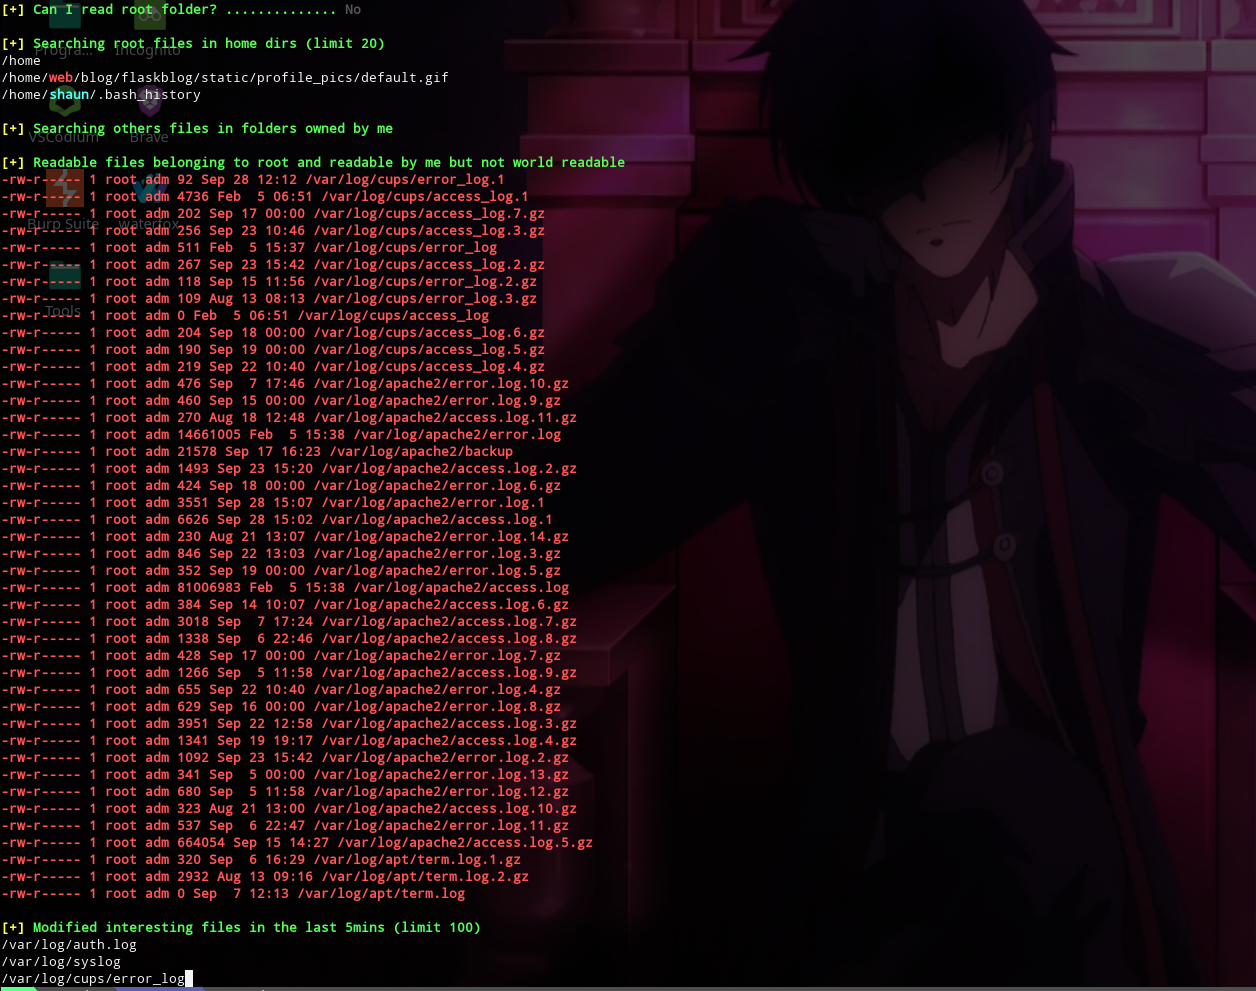 [+] Can I read root folder? .............. No
Progra... Incognito
[+] Searching root files in home dirs (limit 20)
/home
/home/web/blog/flaskblog/static/profile_pics/default.gif
/home/shaun/.bash_history
[+] Searching others files in folders owned by me
VSCodium Brave
[+] Readable files belonging to root and readable by me but not world readable
-rw-r----- 1 root adm 92 Sep 28 12:12 /var/log/cups/error_log.1
-rw-r----- 1 root adm 4736 Feb  5 06:51 /var/log/cups/access_log.1
-rw-r----- 1 root adm 202 Sep 17 00:00 /var/log/cups/access_log.7.gz
Burp Suite waterfox
-rw-r----- 1 root adm 256 Sep 23 10:46 /var/log/cups/access_log.3.gz
-rw-r----- 1 root adm 511 Feb  5 15:37 /var/log/cups/error_log
-rw-r----- 1 root adm 267 Sep 23 15:42 /var/log/cups/access_log.2.gz
-rw-r----- 1 root adm 118 Sep 15 11:56 /var/log/cups/error_log.2.gz
-rw-r----- 1 root adm 109 Aug 13 08:13 /var/log/cups/error_log.3.gz
Tools
-rw-r----- 1 root adm 0 Feb  5 06:51 /var/log/cups/access_log
-rw-r----- 1 root adm 204 Sep 18 00:00 /var/log/cups/access_log.6.gz
-rw-r----- 1 root adm 190 Sep 19 00:00 /var/log/cups/access_log.5.gz
-rw-r----- 1 root adm 219 Sep 22 10:40 /var/log/cups/access_log.4.gz
-rw-r----- 1 root adm 476 Sep  7 17:46 /var/log/apache2/error.log.10.gz
-rw-r----- 1 root adm 460 Sep 15 00:00 /var/log/apache2/error.log.9.gz
-rw-r----- 1 root adm 270 Aug 18 12:48 /var/log/apache2/access.log.11.gz
-rw-r----- 1 root adm 14661005 Feb  5 15:38 /var/log/apache2/error.log
-rw-r----- 1 root adm 21578 Sep 17 16:23 /var/log/apache2/backup
-rw-r----- 1 root adm 1493 Sep 23 15:20 /var/log/apache2/access.log.2.gz
-rw-r----- 1 root adm 424 Sep 18 00:00 /var/log/apache2/error.log.6.gz
-rw-r----- 1 root adm 3551 Sep 28 15:07 /var/log/apache2/error.log.1
-rw-r----- 1 root adm 6626 Sep 28 15:02 /var/log/apache2/access.log.1
-rw-r----- 1 root adm 230 Aug 21 13:07 /var/log/apache2/error.log.14.gz
-rw-r----- 1 root adm 846 Sep 22 13:03 /var/log/apache2/error.log.3.gz
-rw-r----- 1 root adm 352 Sep 19 00:00 /var/log/apache2/error.log.5.gz
-rw-r----- 1 root adm 81006983 Feb  5 15:38 /var/log/apache2/access.log
-rw-r----- 1 root adm 384 Sep 14 10:07 /var/log/apache2/access.log.6.gz
-rw-r----- 1 root adm 3018 Sep  7 17:24 /var/log/apache2/access.log.7.gz
-rw-r----- 1 root adm 1338 Sep  6 22:46 /var/log/apache2/access.log.8.gz
-rw-r----- 1 root adm 428 Sep 17 00:00 /var/log/apache2/error.log.7.gz
-rw-r----- 1 root adm 1266 Sep  5 11:58 /var/log/apache2/access.log.9.gz
-rw-r----- 1 root adm 655 Sep 22 10:40 /var/log/apache2/error.log.4.gz
-rw-r----- 1 root adm 629 Sep 16 00:00 /var/log/apache2/error.log.8.gz
-rw-r----- 1 root adm 3951 Sep 22 12:58 /var/log/apache2/access.log.3.gz
-rw-r----- 1 root adm 1341 Sep 19 19:17 /var/log/apache2/access.log.4.gz
-rw-r----- 1 root adm 1092 Sep 23 15:42 /var/log/apache2/error.log.2.gz
-rw-r----- 1 root adm 341 Sep  5 00:00 /var/log/apache2/error.log.13.gz
-rw-r----- 1 root adm 680 Sep  5 11:58 /var/log/apache2/error.log.12.gz
-rw-r----- 1 root adm 323 Aug 21 13:00 /var/log/apache2/access.log.10.gz
-rw-r----- 1 root adm 537 Sep  6 22:47 /var/log/apache2/error.log.11.gz
-rw-r----- 1 root adm 664054 Sep 15 14:27 /var/log/apache2/access.log.5.gz
-rw-r----- 1 root adm 320 Sep  6 16:29 /var/log/apt/term.log.1.gz
-rw-r----- 1 root adm 2932 Aug 13 09:16 /var/log/apt/term.log.2.gz
-rw-r----- 1 root adm 0 Sep  7 12:13 /var/log/apt/term.log
[+] Modified interesting files in the last 5mins (limit 100)
/var/log/auth.log
/var/log/syslog
/var/log/cups/error_log